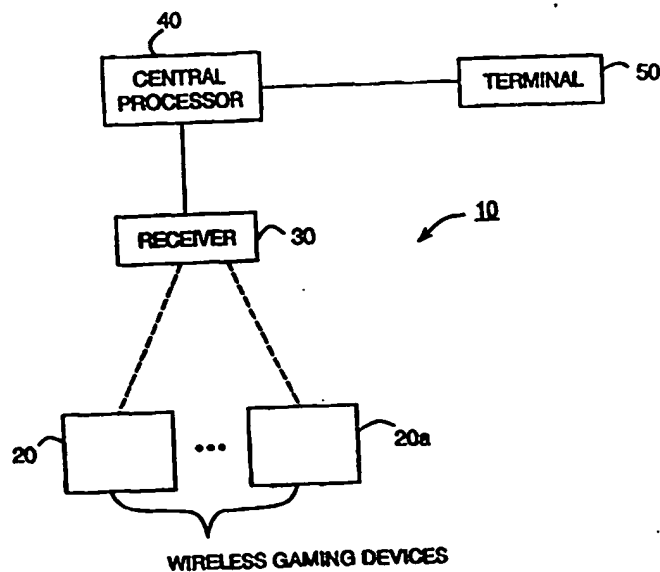 40
CENTRAL
PROCESSOR
TERMINAL
50
RECEIVER
30
10
20
...
20a
WIRELESS GAMING DEVICES